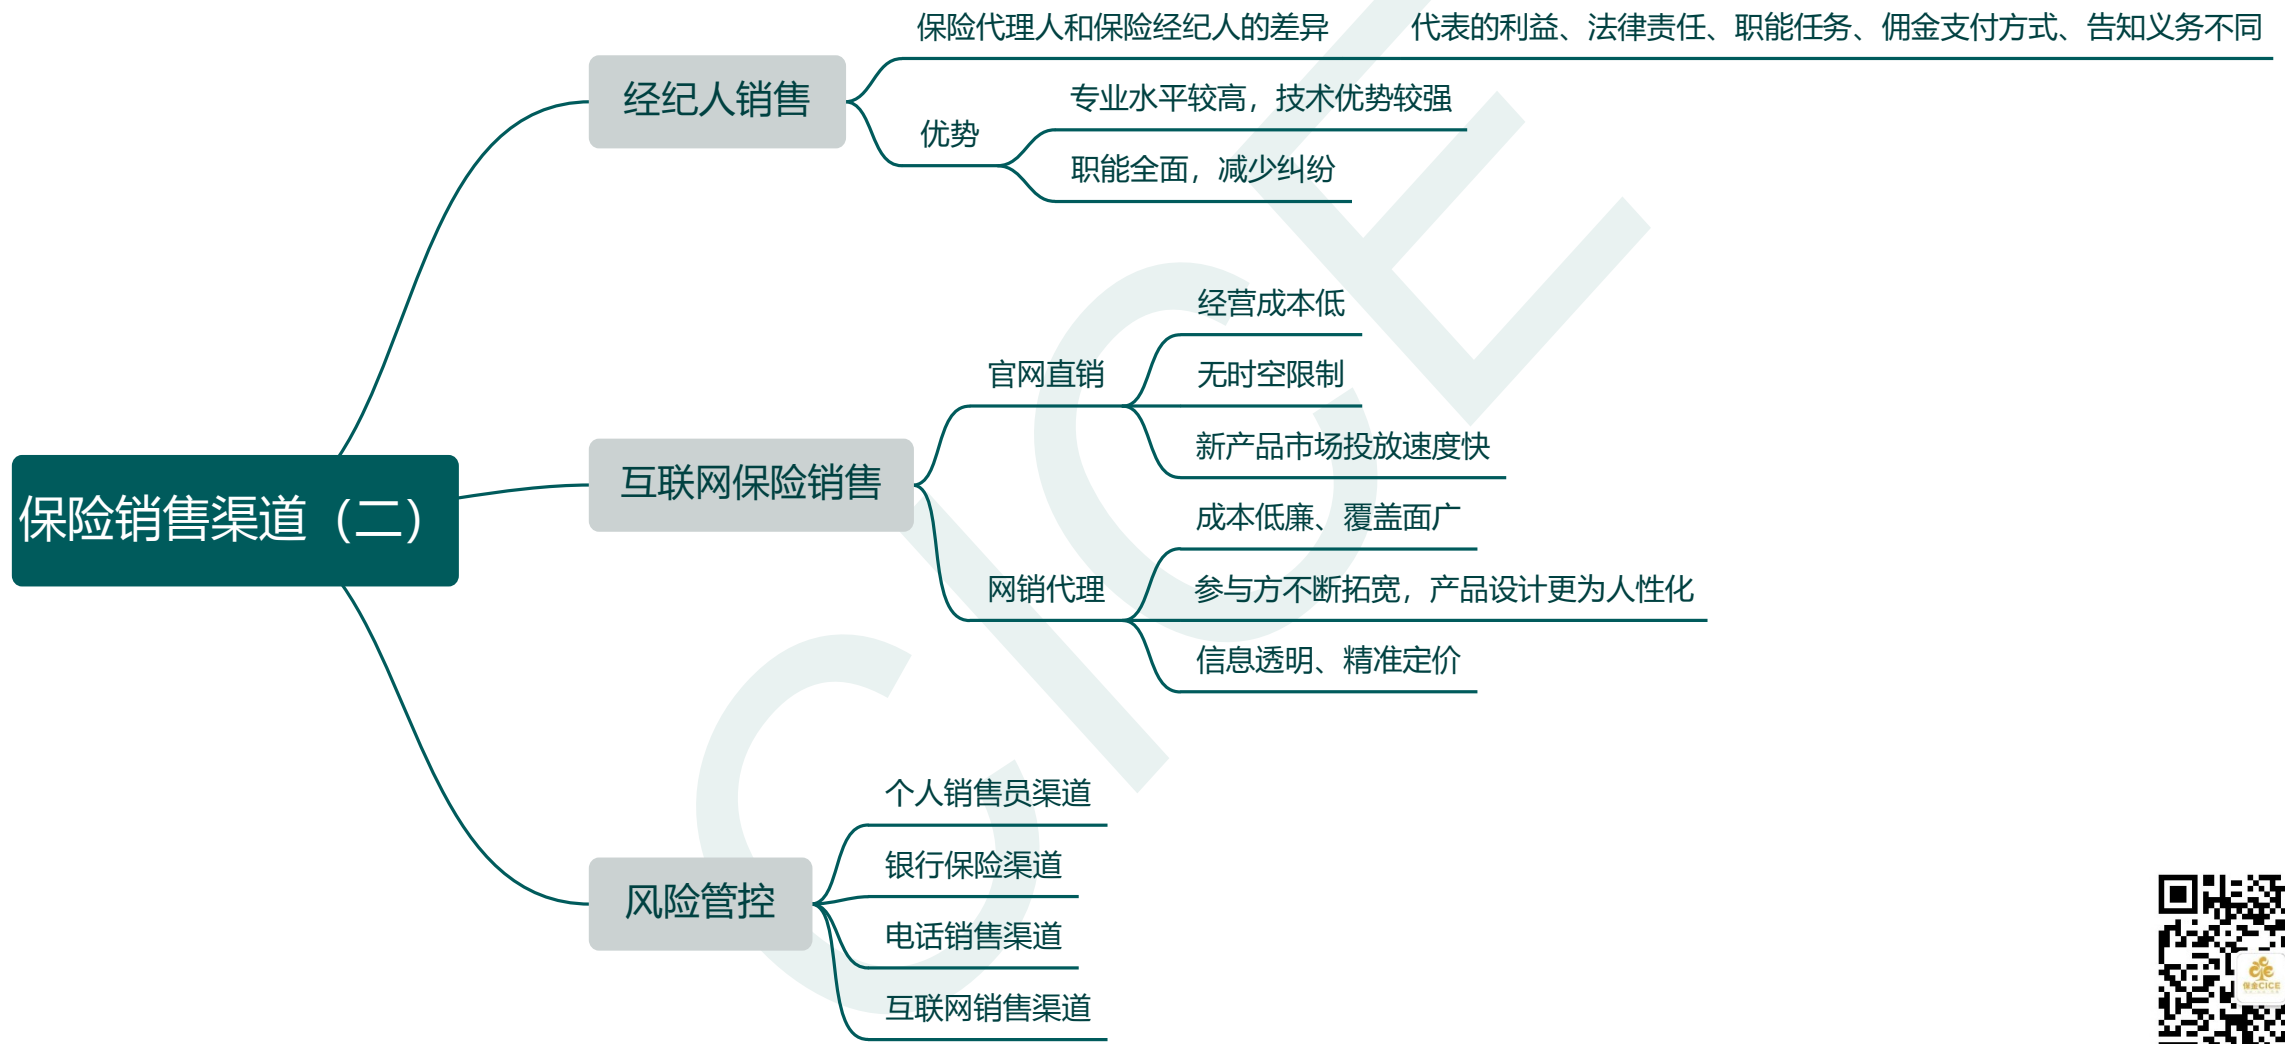 保险代理人和保险经纪人的差异 代表的利益、法律责任、职能任务、佣金支付方式、告知义务不同
经纪人销售
专业水平较高，技术优势较强
优势
职能全面，减少纠纷
经营成本低
官网直销
无时空限制
新产品市场投放速度快
互联网保险销售
保险销售渠道（二）
成本低廉、覆盖面广
网销代理
参与方不断拓宽，产品设计更为人性化
信息透明、精准定价
个人销售员渠道
银行保险渠道
风险管控
电话销售渠道
互联网销售渠道
CICE
保金CICE